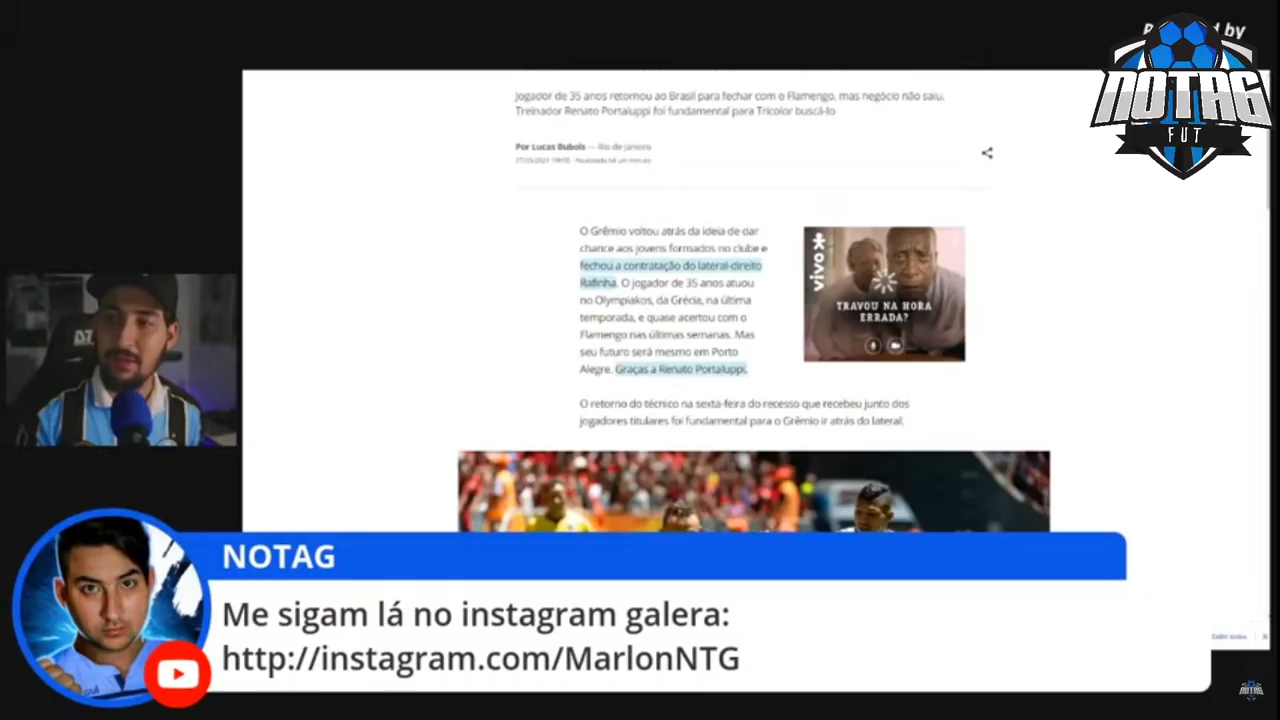 NOTAG
FUT
Jogador de 35 anos retornou ao Brasil para fechar com o Flamengo, mas negócio não saiu.
Treinador Renato Portaluppi foi fundamental para Tricolor buscá-lo
Por Lucas Bubols — Rio de Janeiro
O Grêmio voltou atrás da ideia de dar
chance aos jovens formados no clube e
fechou a contratação do lateral-direito
Rafinha. O jogador de 35 anos atuou
no Olympiakos, da Grécia, na última
temporada, e quase acertou com o
Flamengo nas últimas semanas. Mas
seu futuro será mesmo em Porto
Alegre. Graças a Renato Portaluppi.
vivo
TRAVOU NA HORA
ERRADA?
O retorno do técnico na sexta-feira do recesso que recebeu junto dos
jogadores titulares foi fundamental para o Grêmio ir atrás do lateral.
NOTAG
Me sigam lá no instagram galera:
http://instagram.com/MarlonNTG
Exibir todos
NOTAG